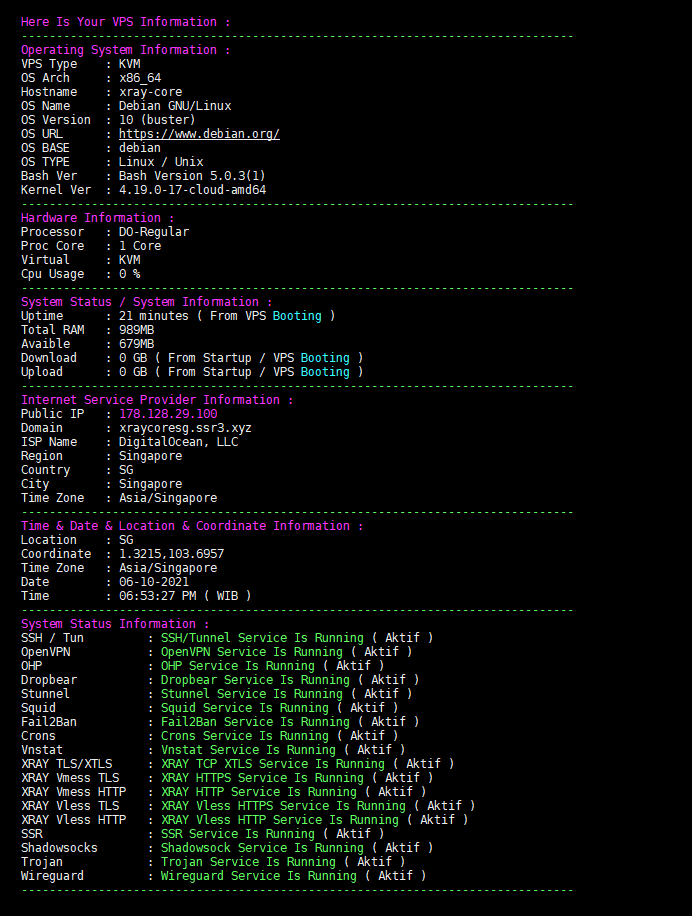 Here Is Your VPS Information :
-------------------------------------------------------------------------------
Operating System Information :
VPS Type    : KVM
OS Arch     : x86_64
Hostname    : xray-core
OS Name     : Debian GNU/Linux
OS Version  : 10 (buster)
OS URL      : https://www.debian.org/
OS BASE     : debian
OS TYPE     : Linux / Unix
Bash Ver    : Bash Version 5.0.3(1)
Kernel Ver  : 4.19.0-17-cloud-amd64
-------------------------------------------------------------------------------
Hardware Information :
Processor   : DO-Regular
Proc Core   : 1 Core
Virtual     : KVM
Cpu Usage   : 0 %
-------------------------------------------------------------------------------
System Status / System Information :
Uptime      : 21 minutes ( From VPS Booting )
Total RAM   : 989MB
Avaible     : 679MB
Download    : 0 GB ( From Startup / VPS Booting )
Upload      : 0 GB ( From Startup / VPS Booting )
-------------------------------------------------------------------------------
Internet Service Provider Information :
Public IP   : 178.128.29.100
Domain      : xraycoresg.ssr3.xyz
ISP Name    : DigitalOcean, LLC
Region      : Singapore
Country     : SG
City        : Singapore
Time Zone   : Asia/Singapore
-------------------------------------------------------------------------------
Time & Date & Location & Coordinate Information :
Location    : SG
Coordinate  : 1.3215,103.6957
Time Zone   : Asia/Singapore
Date        : 06-10-2021
Time        : 06:53:27 PM ( WIB )
-------------------------------------------------------------------------------
System Status Information :
SSH / Tun         : SSH/Tunnel Service Is Running ( Aktif )
OpenVPN           : OpenVPN Service Is Running ( Aktif )
OHP               : OHP Service Is Running ( Aktif )
Dropbear          : Dropbear Service Is Running ( Aktif )
Stunnel           : Stunnel Service Is Running ( Aktif )
Squid             : Squid Service Is Running ( Aktif )
Fail2Ban          : Fail2Ban Service Is Running ( Aktif )
Crons             : Crons Service Is Running ( Aktif )
Vnstat            : Vnstat Service Is Running ( Aktif )
XRAY TLS/XTLS     : XRAY TCP XTLS Service Is Running ( Aktif )
XRAY Vmess TLS    : XRAY HTTPS Service Is Running ( Aktif )
XRAY Vmess HTTP   : XRAY HTTP Service Is Running ( Aktif )
XRAY Vless TLS    : XRAY Vless HTTPS Service Is Running ( Aktif )
XRAY Vless HTTP   : XRAY Vless HTTP Service Is Running ( Aktif )
SSR               : SSR Service Is Running ( Aktif )
Shadowsocks       : Shadowsock Service Is Running ( Aktif )
Trojan            : Trojan Service Is Running ( Aktif )
Wireguard         : Wireguard Service Is Running ( Aktif )
-------------------------------------------------------------------------------